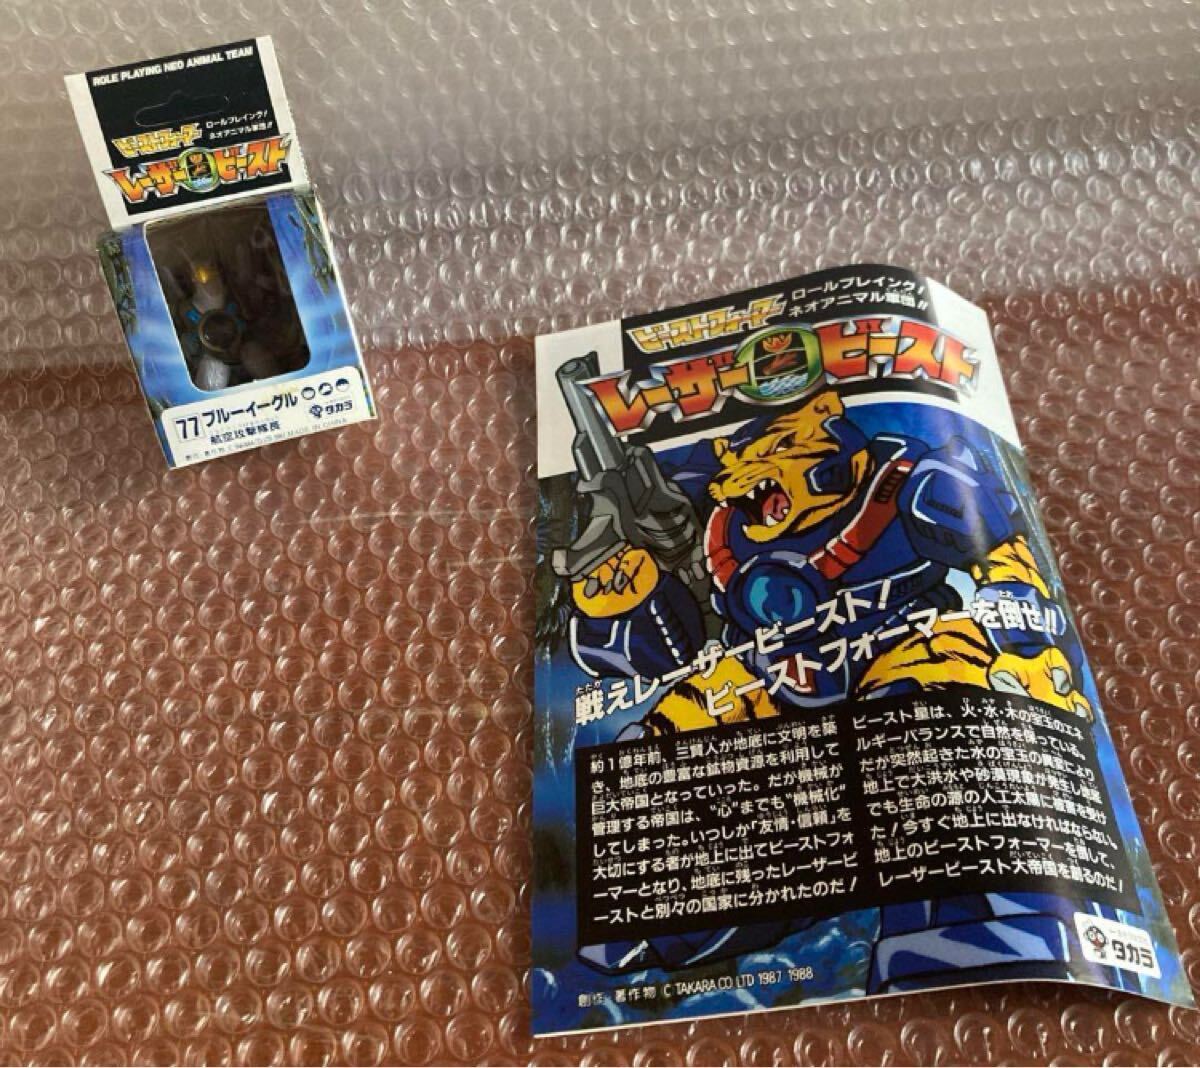 ROLE PLAYING NEO ANIMAL TEAM
ロールプレイング!
ネオアニマル軍団!!
ビーストフォーマー
レーザービースト
77 ブルーイーグル
航空攻撃隊長
タカラ
MADE IN CHINA
ロールプレイング!
ネオアニマル軍団!!
ビーストフォーマー
レーザービースト
戦えレーザービースト!
ビーストフォーマーを倒せ!!
約1億年前、三賢人が地底に文明を築
き、地底の豊富な鉱物資源を利用して
巨大帝国となっていった。だが機械が
管理する帝国は、“心”までも“機械化”
してしまった。いつしか「友情・信頼」を
大切にする者が地上に出てビーストフォ
ーマーとなり、地底に残ったレーザービ
ーストと別々の国家に分かれたのだ!
ビースト星は、火・水・木の宝玉のエネ
ルギーバランスで自然を保っている。
だが突然起きた水の宝玉の異変により
地上で大洪水や砂漠現象が発生し地底
でも生命の源の人工太陽に被害を受け
た!今すぐ地上に出なければならない。
地上のビーストフォーマーを倒して、
レーザービースト大帝国を創るのだ!
創作・著作物 C TAKARA CO LTD 1987 1988
タカラ